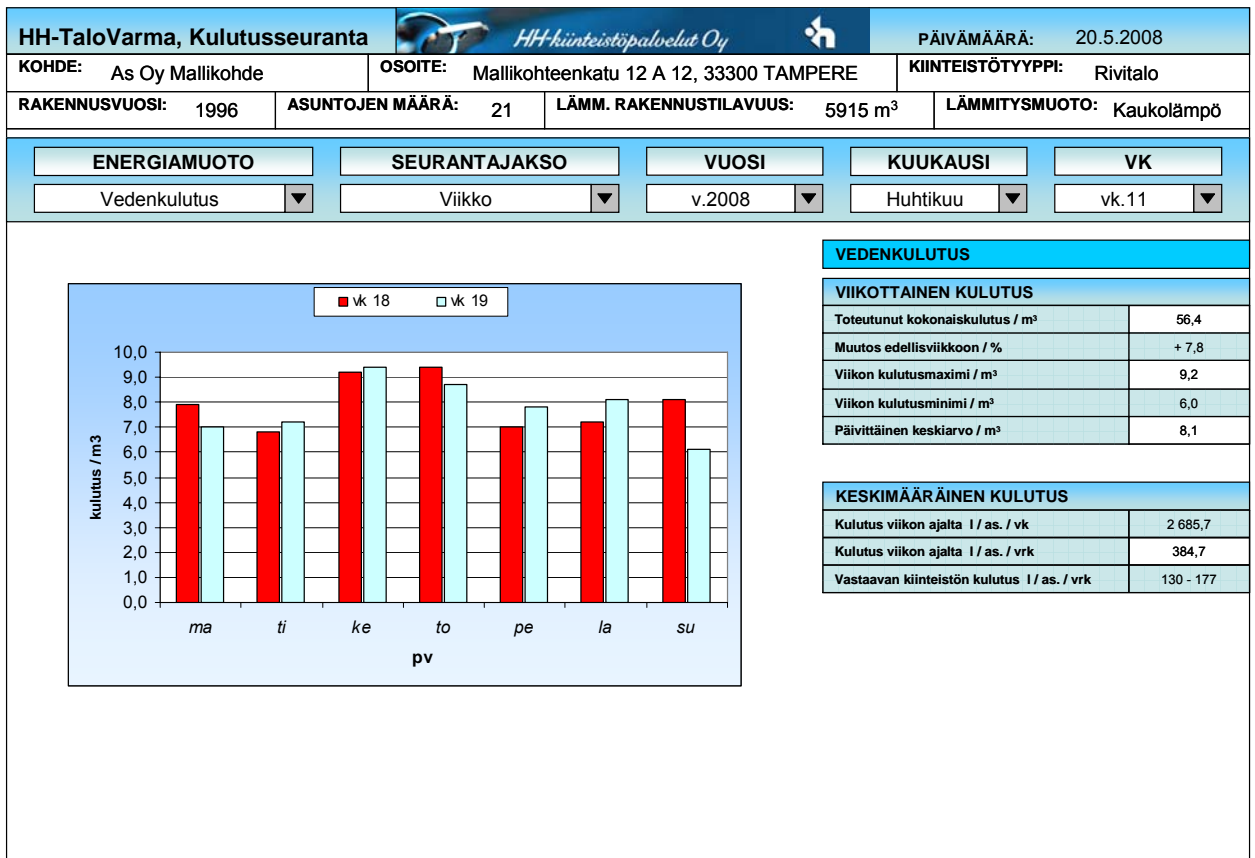 HH-TaloVarma, Kulutusseuranta HH-kiinteistöpalvelut Oy PÄIVÄMÄÄRÄ: 20.5.2008
KOHDE: As Oy Mallikohde OSOITE: Mallikohteenkatu 12 A 12, 33300 TAMPERE KIINTEISTÖTYYPPI: Rivitalo
RAKENNUSVUOSI: 1996 ASUNTOJEN MÄÄRÄ: 21 LÄMM. RAKENNUSTILAVUUS: 5915 m³ LÄMMITYSMUOTO: Kaukolämpö
ENERGIAMUOTO SEURANTAJAKSO VUOSI KUUKAUSI VK
Vedenkulutus Viikko v.2008 Huhtikuu vk.11
vk 18 vk 19
10,0
9,0
8,0
7,0
6,0
5,0
4,0
3,0
2,0
1,0
0,0
kulutus / m3
ma ti ke to pe la su
pv
VEDENKULUTUS
VIIKOTTAINEN KULUTUS
Toteutunut kokonaiskulutus / m³ 56,4
Muutos edellisviikkoon / % + 7,8
Viikon kulutusmaximi / m³ 9,2
Viikon kulutusminimi / m³ 6,0
Päivittäinen keskiarvo / m³ 8,1
KESKIMÄÄRÄINEN KULUTUS
Kulutus viikon ajalta l / as. / vk 2 685,7
Kulutus viikon ajalta l / as. / vrk 384,7
Vastaavan kiinteistön kulutus l / as. / vrk 130 - 177